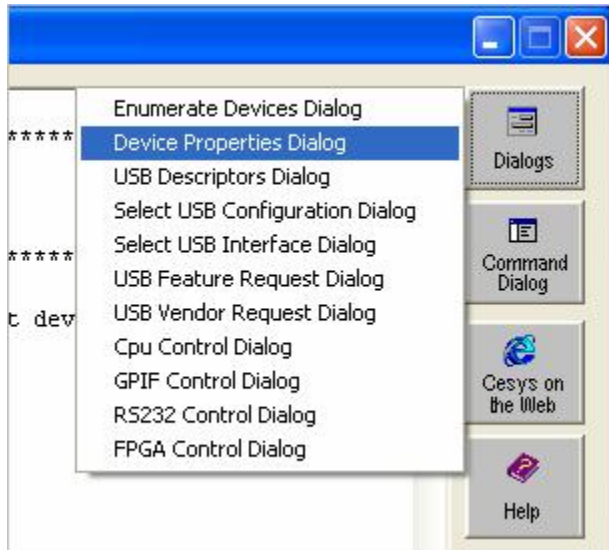 Enumerate Devices Dialog
*****
Device Properties Dialog
USB Descriptors Dialog
Select USB Configuration Dialog
Select USB Interface Dialog
*****
USB Feature Request Dialog
USB Vendor Request Dialog
t dev
Cpu Control Dialog
GPIF Control Dialog
RS232 Control Dialog
FPGA Control Dialog
Dialogs
Command
Dialog
Cesys on
the Web
Help